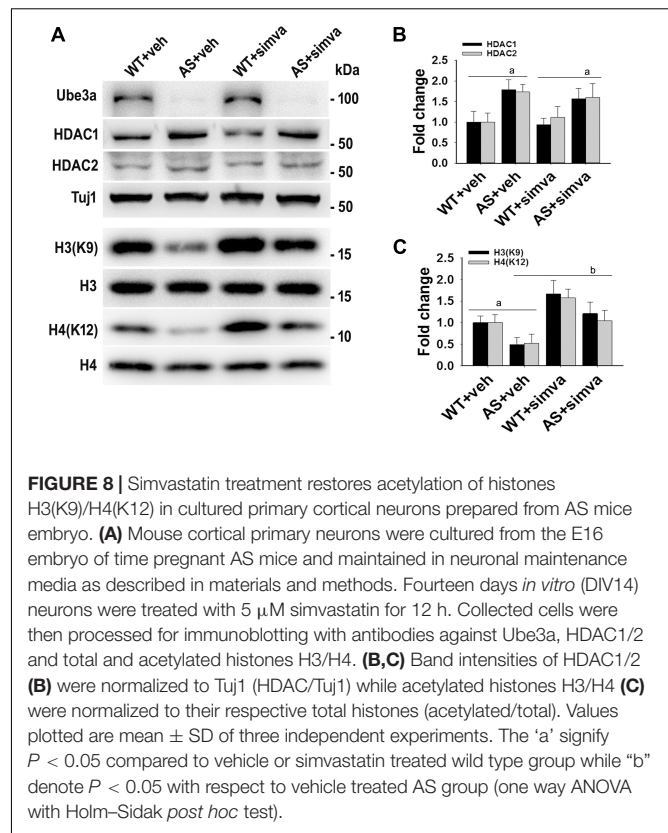 A
WT+veh AS+veh WT+simva AS+simva
kDa
Ube3a - 100
HDAC1 - 50
HDAC2 - 50
Tuj1 - 50
H3(K9) - 15
H3 - 15
H4(K12) - 10
H4
B
HDAC1
HDAC2
a a
Fold change
2.5
2.0
1.5
1.0
0.5
0.0
WT+veh AS+veh WT+simva AS+simva
C
H3(K9)
H4(K12)
a b
Fold change
2.5
2.0
1.5
1.0
0.5
0.0
WT+veh AS+veh WT+simva AS+simva
FIGURE 8 | Simvastatin treatment restores acetylation of histones
H3(K9)/H4(K12) in cultured primary cortical neurons prepared from AS mice
embryo. (A) Mouse cortical primary neurons were cultured from the E16
embryo of time pregnant AS mice and maintained in neuronal maintenance
media as described in materials and methods. Fourteen days in vitro (DIV14)
neurons were treated with 5 μM simvastatin for 12 h. Collected cells were
then processed for immunoblotting with antibodies against Ube3a, HDAC1/2
and total and acetylated histones H3/H4. (B,C) Band intensities of HDAC1/2
(B) were normalized to Tuj1 (HDAC/Tuj1) while acetylated histones H3/H4 (C)
were normalized to their respective total histones (acetylated/total). Values
plotted are mean ± SD of three independent experiments. The ‘a’ signify
P < 0.05 compared to vehicle or simvastatin treated wild type group while “b”
denote P < 0.05 with respect to vehicle treated AS group (one way ANOVA
with Holm–Sidak post hoc test).